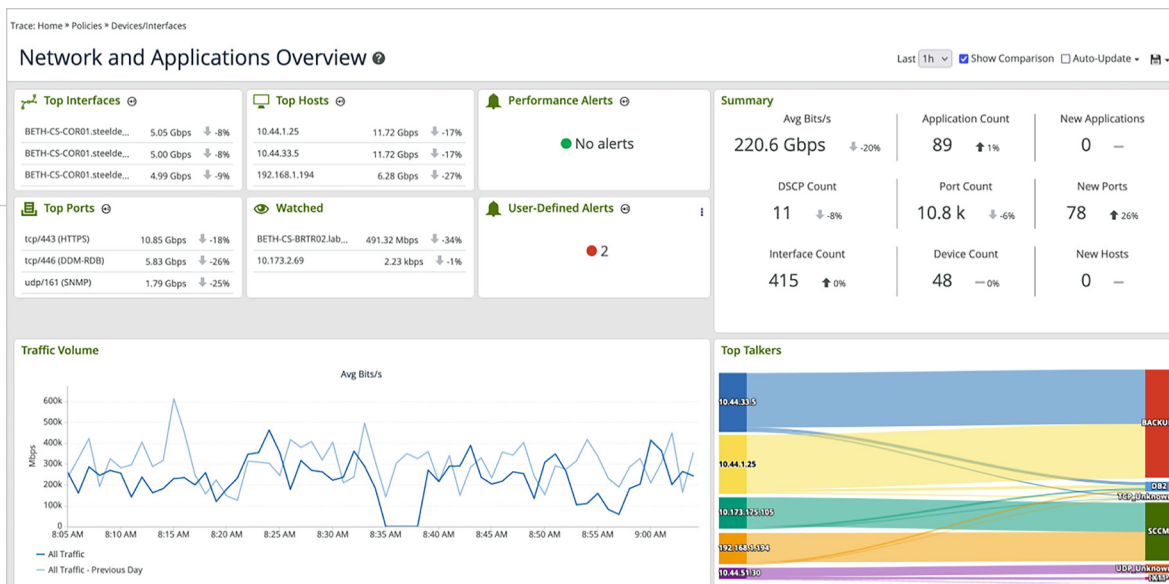 Trace: Home » Policies » Devices/Interfaces
Network and Applications Overview ?
Last 1h Show Comparison Auto-Update
Top Interfaces
BETH-CS-COR01.steelde... 5.05 Gbps -8%
BETH-CS-COR01.steelde... 5.00 Gbps -8%
BETH-CS-COR01.steelde... 4.99 Gbps -9%
Top Hosts
10.44.1.25 11.72 Gbps -17%
10.44.33.5 11.72 Gbps -17%
192.168.1.194 6.28 Gbps -27%
Performance Alerts
No alerts
Summary
Avg Bits/s Application Count New Applications
220.6 Gbps -20% 89 1% 0 —
DSCP Count Port Count New Ports
11 -8% 10.8 k -6% 78 26%
Interface Count Device Count New Hosts
415 0% 48 —0% 0 —
Top Ports
tcp/443 (HTTPS) 10.85 Gbps -18%
tcp/446 (DDM-RDB) 5.83 Gbps -26%
udp/161 (SNMP) 1.79 Gbps -25%
Watched
BETH-CS-BRTR02.lab... 491.32 Mbps -34%
10.173.2.69 2.23 kbps -1%
User-Defined Alerts
2
Traffic Volume
Avg Bits/s
Mbps
600k
500k
400k
300k
200k
100k
0
8:05 AM 8:10 AM 8:15 AM 8:20 AM 8:25 AM 8:30 AM 8:35 AM 8:40 AM 8:45 AM 8:50 AM 8:55 AM 9:00 AM
All Traffic
All Traffic - Previous Day
Top Talkers
10.44.33.5
10.44.1.25
10.173.175.105
192.168.1.194
10.44.51.30
BACKU
DB2
TCP_Unknow
SCCM
UDP_Unknow